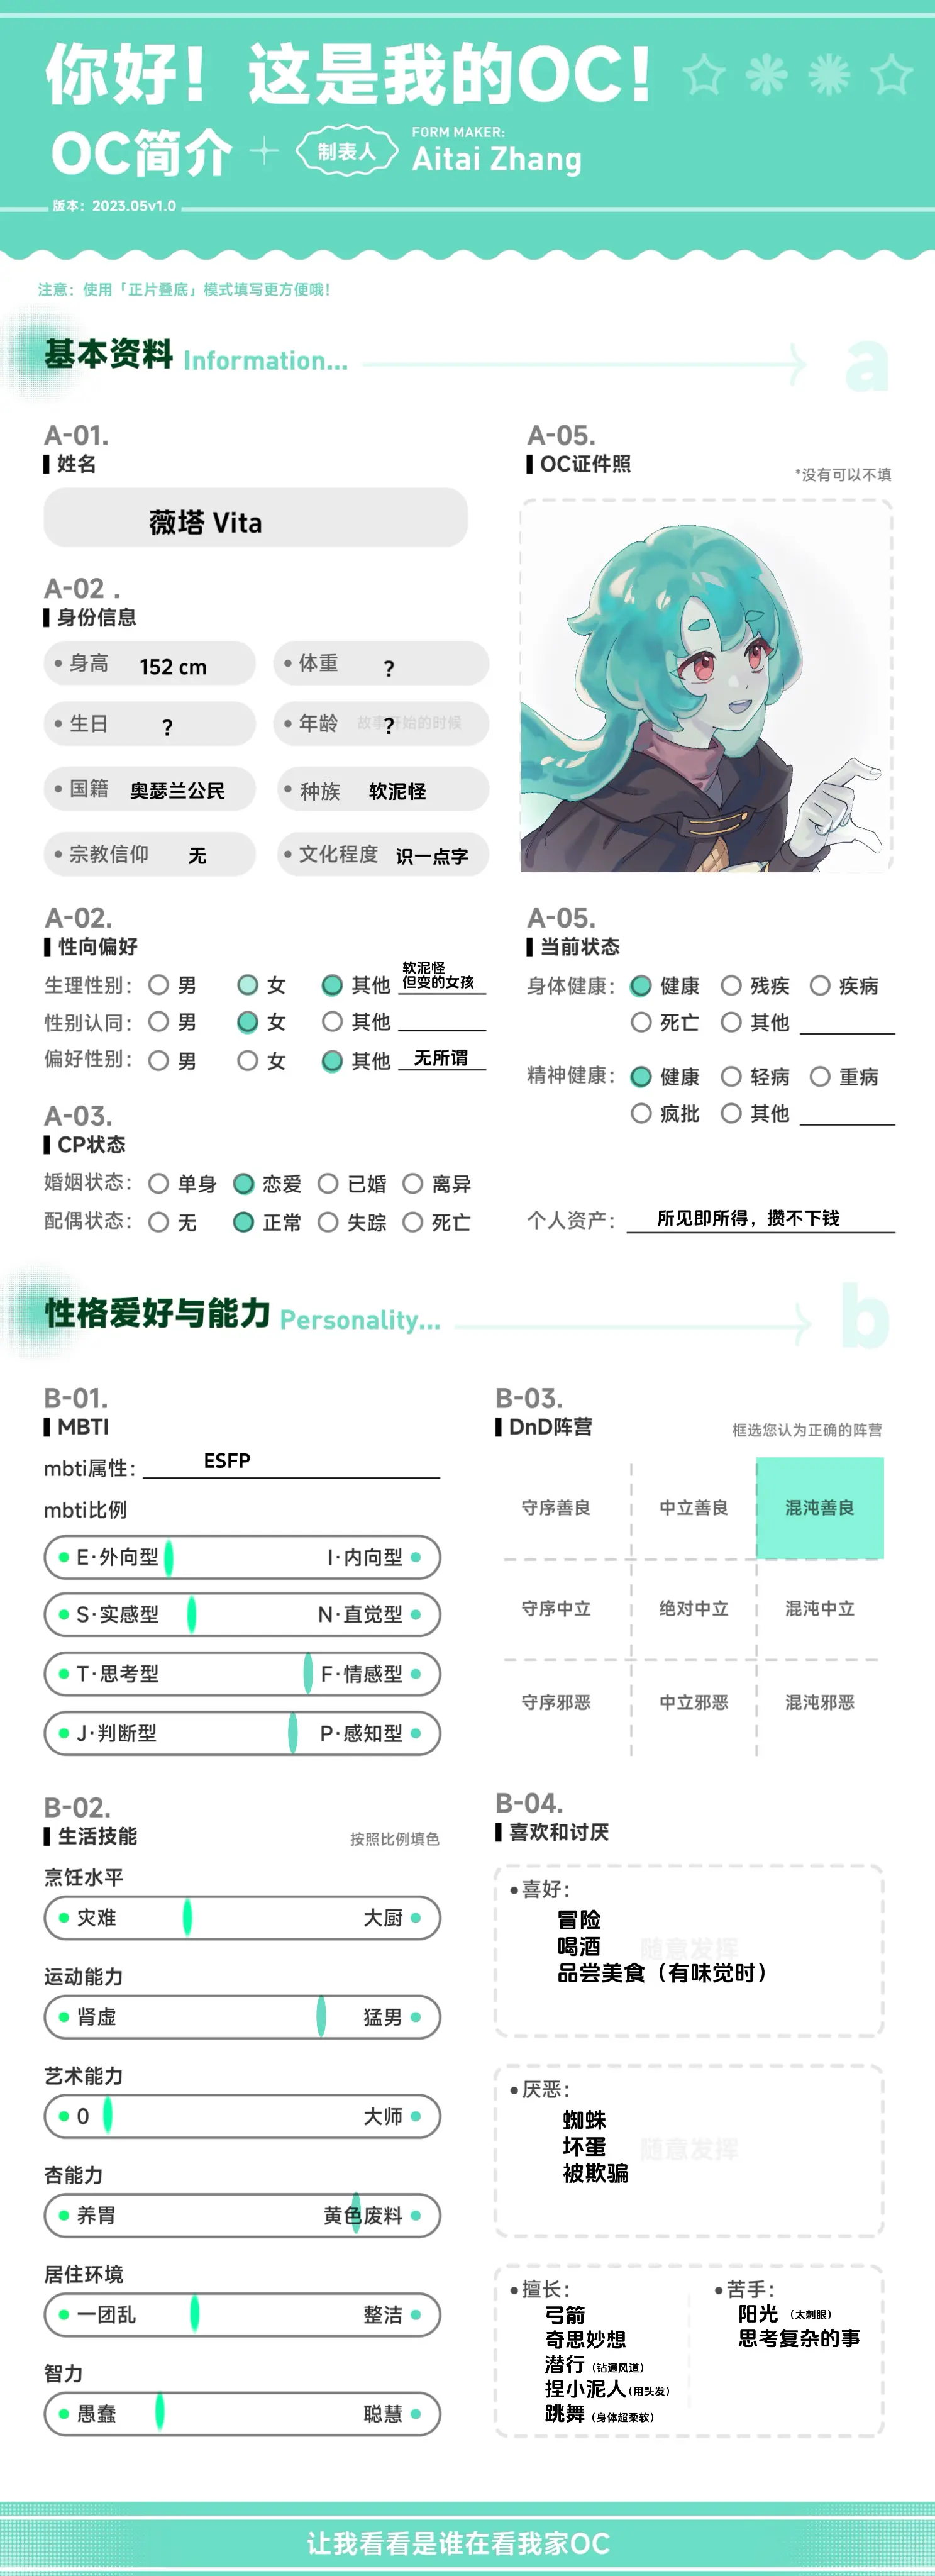 你好！这是我的OC！
OC简介
制表人
FORM MAKER:
Aitai Zhang
版本：2023.05v1.0
注意：使用「正片叠底」模式填写更方便哦！
基本资料 Information... a
A-01.
姓名
薇塔 Vita
A-02 .
身份信息
•身高 152 cm
•体重 ?
•生日 ?
•年龄 故事开始的时候 ?
•国籍 奥瑟兰公民
•种族 软泥怪
•宗教信仰 无
•文化程度 识一点字
A-05.
OC证件照
*没有可以不填
A-02.
性向偏好
生理性别： 男 女 其他 软泥怪
但变的女孩
性别认同： 男 女 其他
偏好性别： 男 女 其他 无所谓
A-03.
CP状态
婚姻状态： 单身 恋爱 已婚 离异
配偶状态： 无 正常 失踪 死亡
A-05.
当前状态
身体健康： 健康 残疾 疾病
死亡 其他
精神健康： 健康 轻病 重病
疯批 其他
个人资产： 所见即所得，攒不下钱
性格爱好与能力 Personality... b
B-01.
MBTI
mbti属性： ESFP
mbti比例
E·外向型 I·内向型
S·实感型 N·直觉型
T·思考型 F·情感型
J·判断型 P·感知型
B-03.
DnD阵营
框选您认为正确的阵营
守序善良 中立善良 混沌善良
守序中立 绝对中立 混沌中立
守序邪恶 中立邪恶 混沌邪恶
B-02.
生活技能
按照比例填色
烹饪水平
灾难 大厨
运动能力
肾虚 猛男
艺术能力
0 大师
杏能力
养胃 黄色废料
居住环境
一团乱 整洁
智力
愚蠢 聪慧
B-04.
喜欢和讨厌
•喜好：
冒险
喝酒
随意发挥
品尝美食（有味觉时）
•厌恶：
蜘蛛
坏蛋
随意发挥
被欺骗
•擅长：
弓箭
奇思妙想
潜行（钻通风道）
捏小泥人（用头发）
跳舞（身体超柔软）
•苦手：
阳光（太刺眼）
思考复杂的事
让我看看是谁在看我家OC